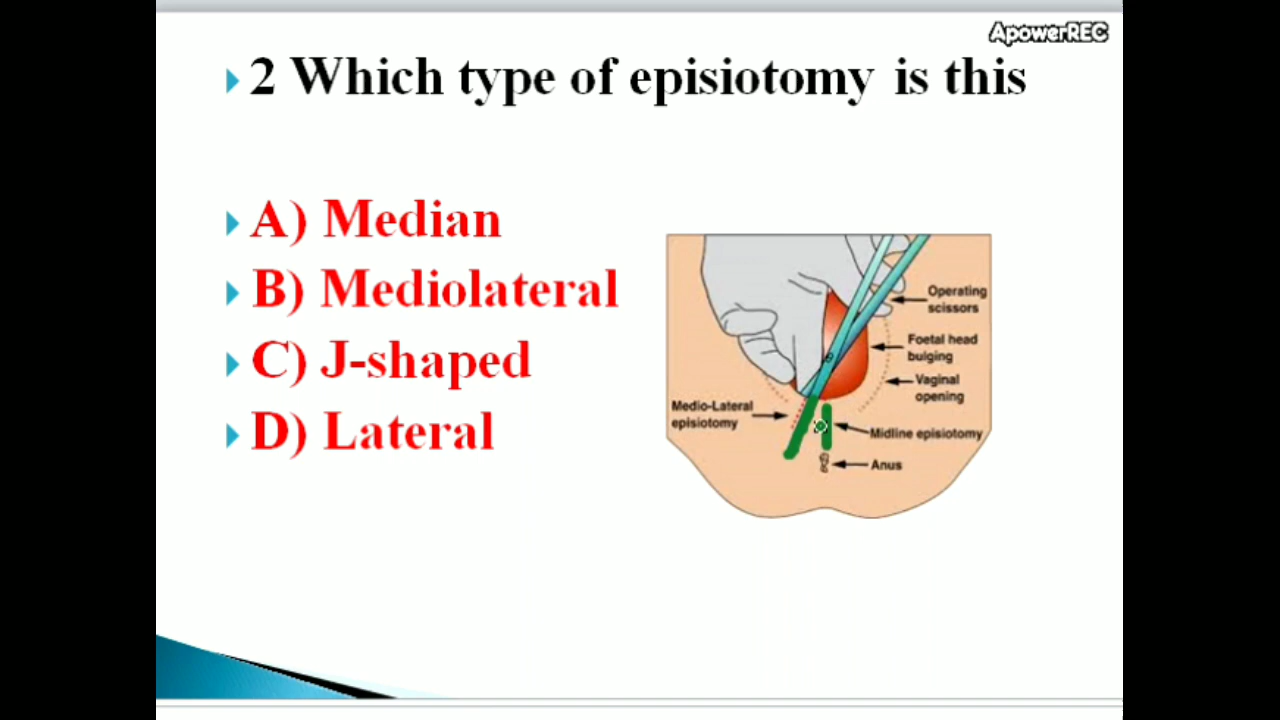 ApowerREC
2 Which type of episiotomy is this
A) Median
B) Mediolateral
C) J-shaped
D) Lateral
Operating
scissors
Foetal head
bulging
Vaginal
opening
Medio-Lateral
episiotomy
Midline episiotomy
Anus